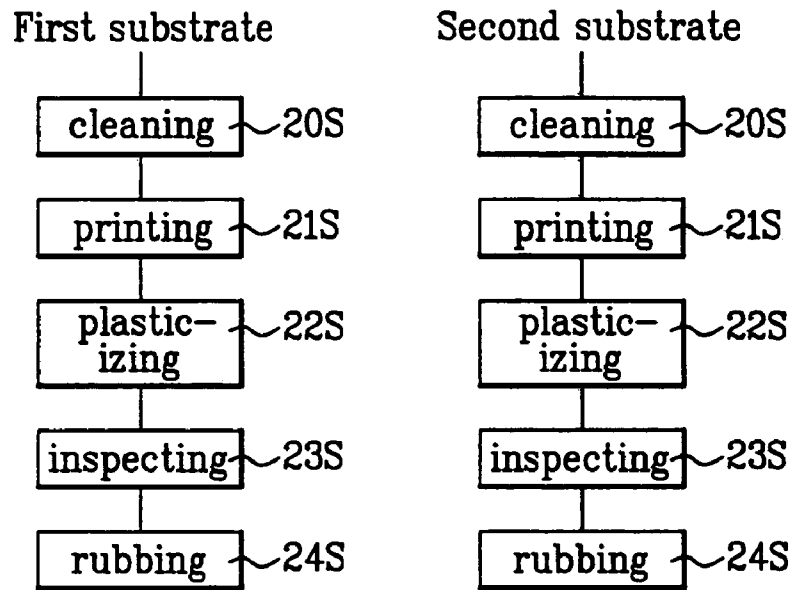 First substrate
cleaning 20S
printing 21S
plastic-
izing 22S
inspecting 23S
rubbing 24S
Second substrate
cleaning 20S
printing 21S
plastic-
izing 22S
inspecting 23S
rubbing 24S